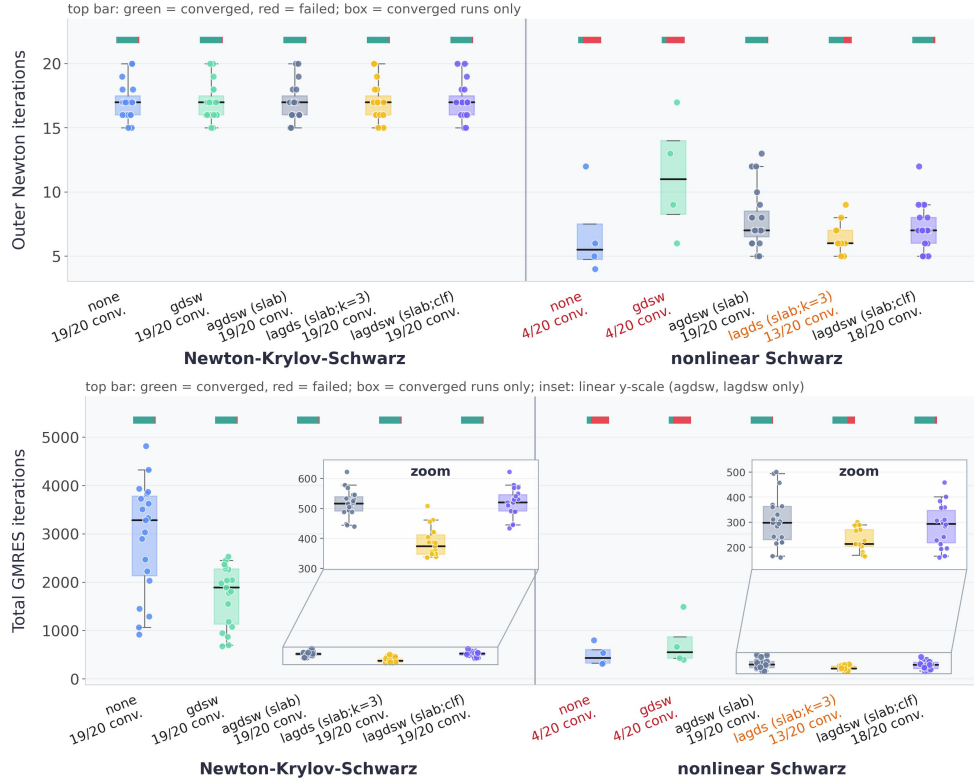 top bar: green = converged, red = failed; box = converged runs only
Outer Newton iterations
20
15
10
5
none
19/20 conv.
gdsw
19/20 conv.
agdsw (slab)
19/20 conv.
lagds (slab;k=3)
19/20 conv.
lagdsw (slab;clf)
19/20 conv.
none
4/20 conv.
gdsw
4/20 conv.
agdsw (slab)
19/20 conv.
lagds (slab;k=3)
13/20 conv.
lagdsw (slab;clf)
18/20 conv.
Newton-Krylov-Schwarz
nonlinear Schwarz
top bar: green = converged, red = failed; box = converged runs only; inset: linear y-scale (agdsw, lagdsw only)
Total GMRES iterations
5000
4000
3000
2000
1000
0
zoom
600
500
400
300
zoom
500
400
300
200
none
19/20 conv.
gdsw
19/20 conv.
agdsw (slab)
19/20 conv.
lagds (slab;k=3)
19/20 conv.
lagdsw (slab;clf)
19/20 conv.
none
4/20 conv.
gdsw
4/20 conv.
agdsw (slab)
19/20 conv.
lagds (slab;k=3)
13/20 conv.
lagdsw (slab;clf)
18/20 conv.
Newton-Krylov-Schwarz
nonlinear Schwarz